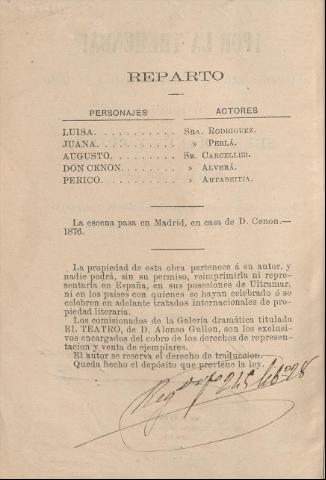 REPARTO
PERSONAJES ACTORES
LUISA. . . . . . . . . . . SRA. RODRIGUEZ.
JUANA. . . . . . . . . . . » PERLÁ.
AUGUSTO. . . . . . . . . . SR. CARCELLER.
DON CENON. . . . . . . . . » ALVERÁ.
PERICO. . . . . . . . . . » ARTABEITIA.
La escena pasa en Madrid, en casa de D. Cenon.—
1876.
La propiedad de esta obra pertenece á su autor, y
nadie podrá, sin su permiso, reimprimirla ni repre-
sentarla en España, en sus posesiones de Ultramar,
ni en los paises con quienes se hayan celebrado ó se
celebren en adelante tratados internacionales de pro-
piedad literaria.
Los comisionados de la Galería dramática titulada
EL TEATRO, de D. Alonso Gullon, son los exclusi-
vos encargados del cobro de los derechos de represen-
tacion y venta de ejemplares.
El autor se reserva el derecho de traduccion.
Queda hecho el depósito que previene la ley.